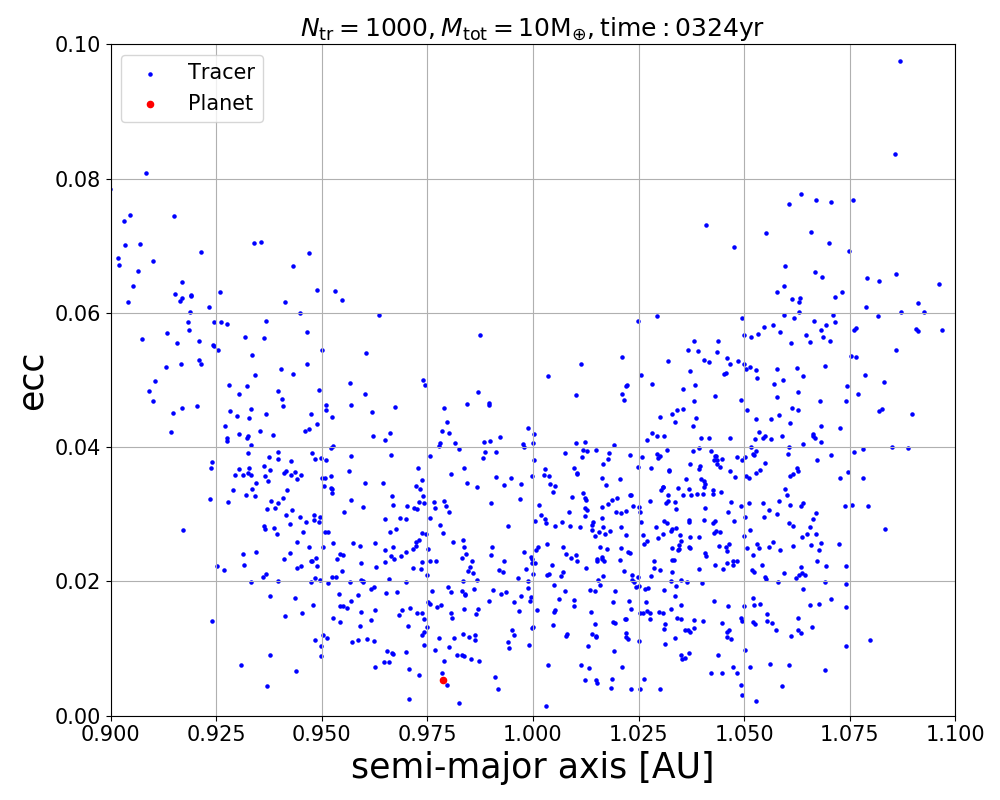 N_tr = 1000, M_tot = 10M_⊕, time : 0324yr
0.10
Tracer
Planet
0.08
0.06
ecc
0.04
0.02
0.00
0.900 0.925 0.950 0.975 1.000 1.025 1.050 1.075 1.100
semi-major axis [AU]